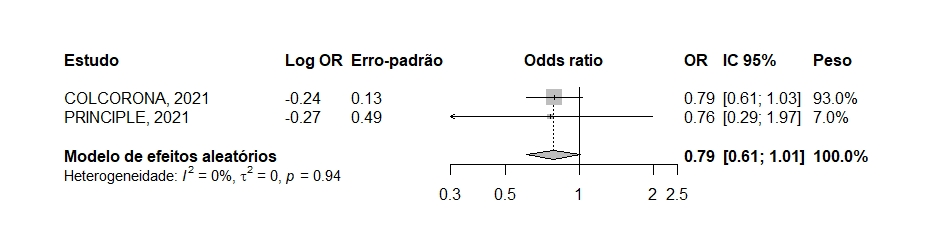 Estudo Log OR Erro-padrão Odds ratio OR IC 95% Peso
COLCORONA, 2021 -0.24 0.13 0.79 [0.61; 1.03] 93.0%
PRINCIPLE, 2021 -0.27 0.49 0.76 [0.29; 1.97] 7.0%
Modelo de efeitos aleatórios 0.79 [0.61; 1.01] 100.0%
Heterogeneidade: I² = 0%, τ² = 0, p = 0.94
0.3 0.5 1 2 2.5